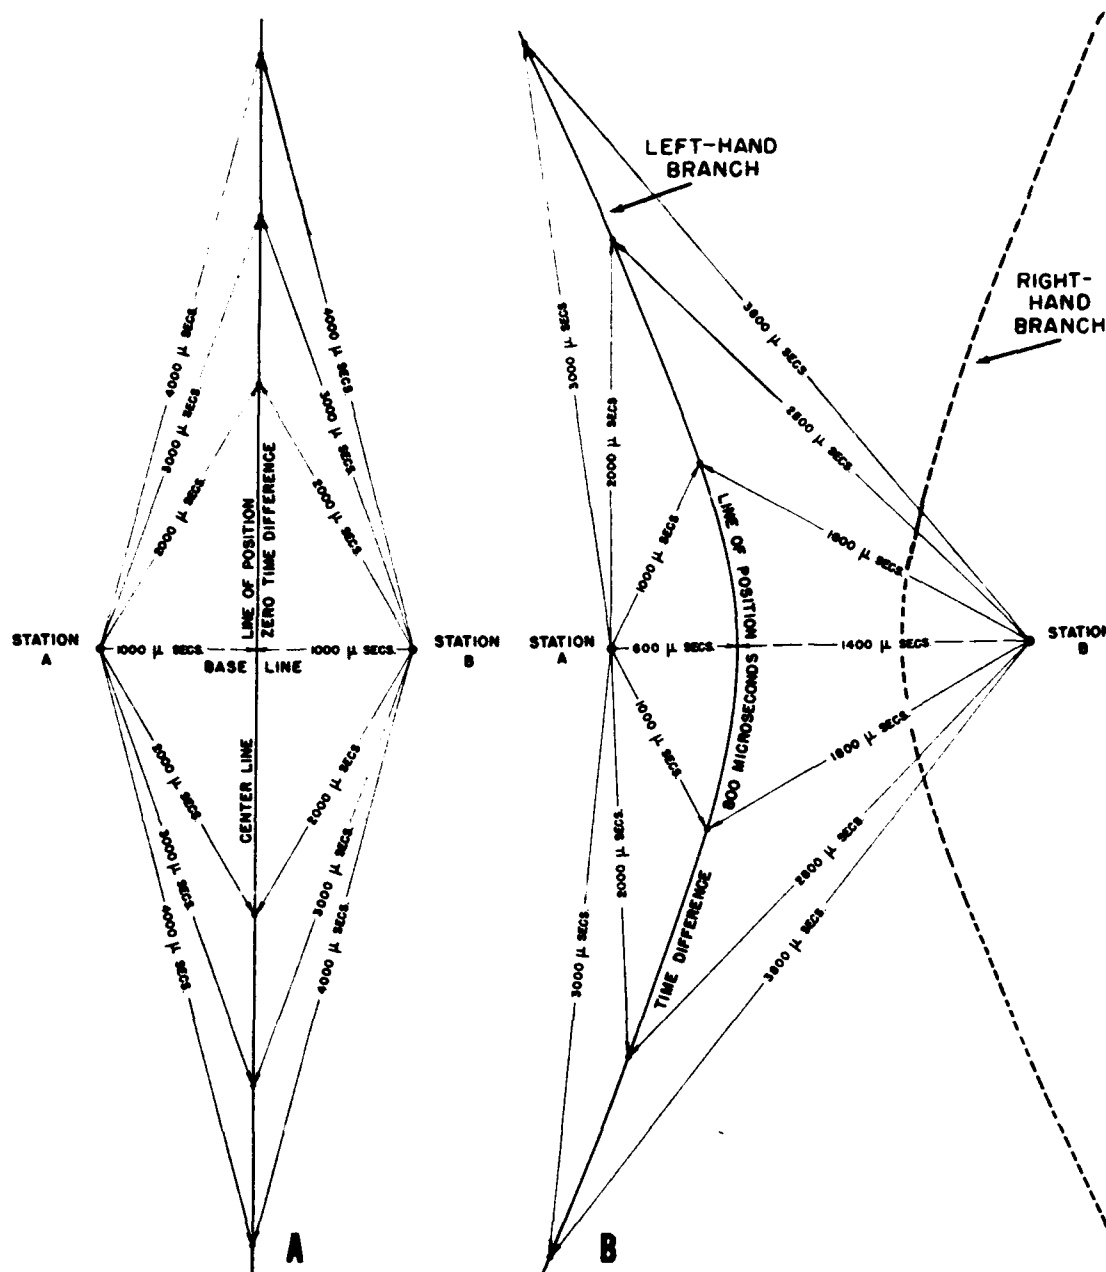 LEFT-HAND
BRANCH
RIGHT-
HAND
BRANCH
4000 μ SECS.
3000 μ SECS.
2000 μ SECS.
4000 μ SECS.
3000 μ SECS.
2000 μ SECS.
LINE OF POSITION
ZERO TIME DIFFERENCE
STATION
A
1000 μ SECS.
1000 μ SECS.
BASE LINE
STATION
B
CENTER LINE
2000 μ SECS
3000 μ SECS.
4000 μ SECS.
3000 μ SECS
4000 μ SECS
A
3000 μ SECS
2000 μ SECS
1000 μ SECS
3800 μ SECS
2800 μ SECS.
1800 μ SECS.
LINE OF POSITION
STATION
A
600 μ SECS.
1400 μ SECS.
STATION
B
1000 μ SECS.
800 MICROSECONDS
1800 μ SECS.
2000 μ SECS.
2800 μ SECS.
TIME DIFFERENCE
3000 μ SECS.
3800 μ SECS.
B